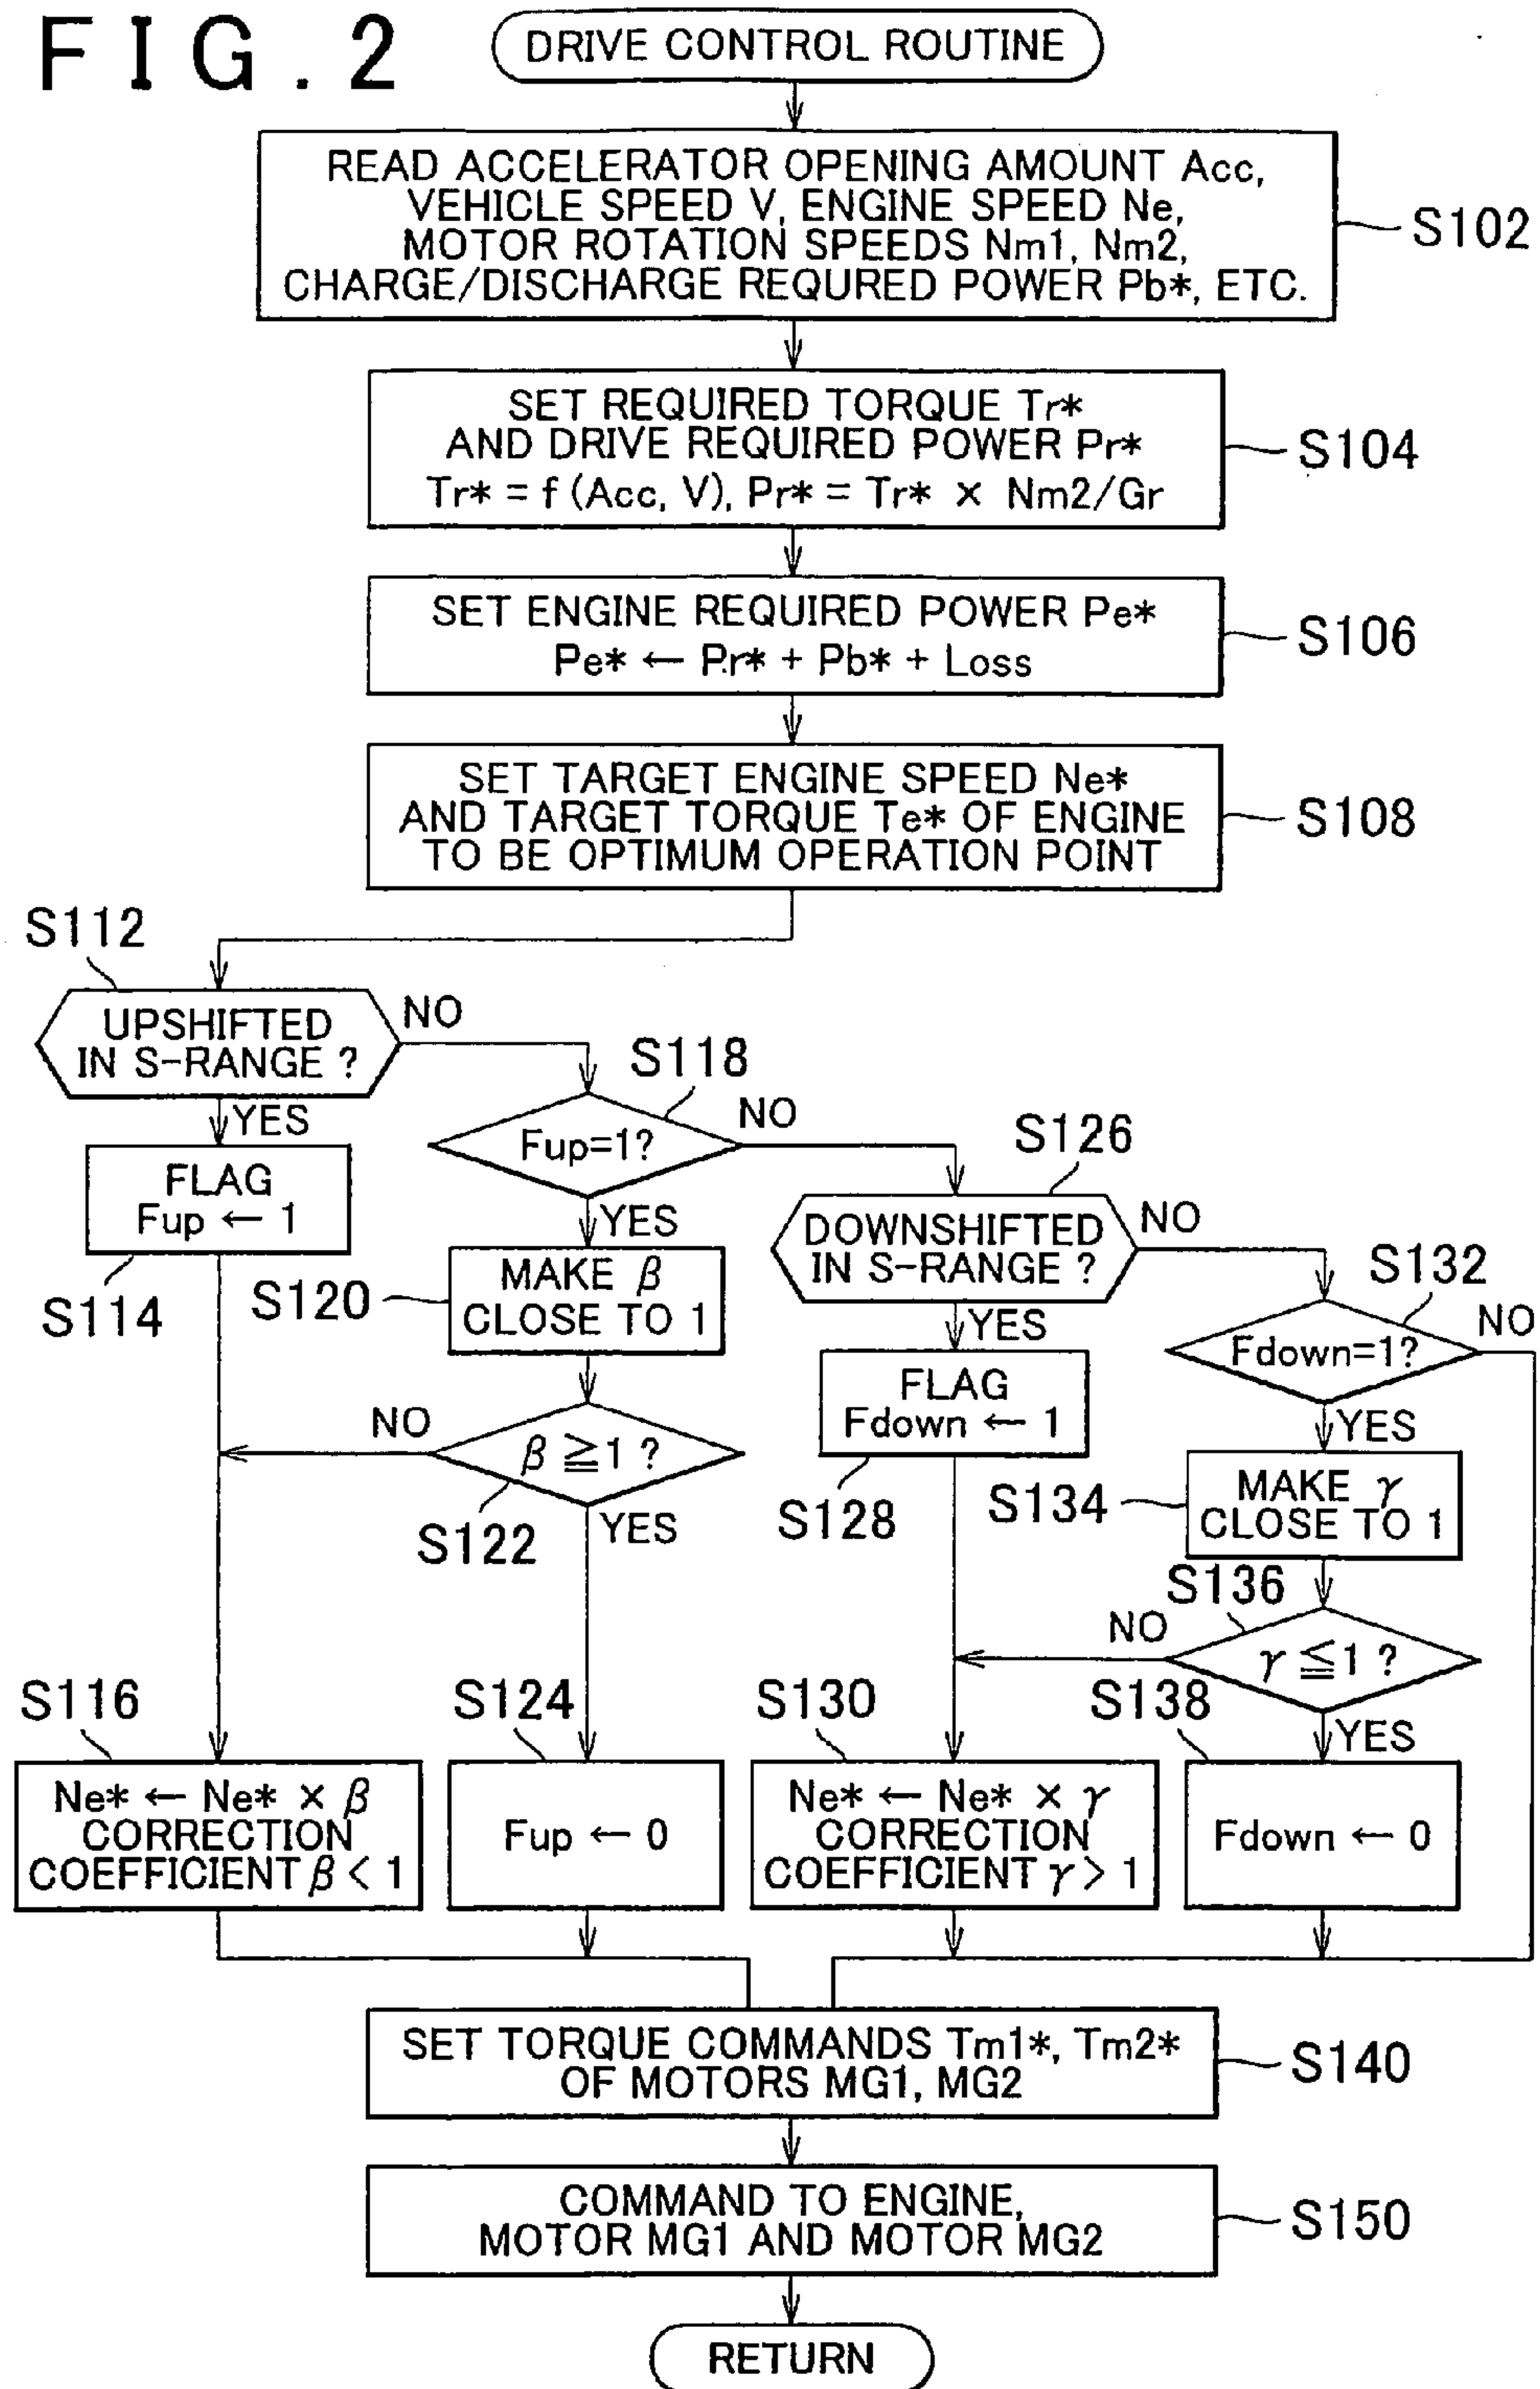 FIG. 2
DRIVE CONTROL ROUTINE
READ ACCELERATOR OPENING AMOUNT Acc,
VEHICLE SPEED V, ENGINE SPEED Ne,
MOTOR ROTATION SPEEDS Nm1, Nm2,
CHARGE/DISCHARGE REQURED POWER Pb*, ETC.
S102
SET REQUIRED TORQUE Tr*
AND DRIVE REQUIRED POWER Pr*
Tr* = f (Acc, V), Pr* = Tr* × Nm2/Gr
S104
SET ENGINE REQUIRED POWER Pe*
Pe* ← Pr* + Pb* + Loss
S106
SET TARGET ENGINE SPEED Ne*
AND TARGET TORQUE Te* OF ENGINE
TO BE OPTIMUM OPERATION POINT
S108
S112
UPSHIFTED
IN S-RANGE ?
NO
YES
FLAG
Fup ← 1
S114
S118
Fup=1?
NO
YES
S120
MAKE β
CLOSE TO 1
β ≧1 ?
NO
YES
S122
S126
DOWNSHIFTED
IN S-RANGE ?
NO
YES
FLAG
Fdown ← 1
S128
S132
Fdown=1?
NO
YES
S134
MAKE γ
CLOSE TO 1
S136
γ ≦1 ?
NO
YES
S116
Ne* ← Ne* × β
CORRECTION
COEFFICIENT β < 1
S124
Fup ← 0
S130
Ne* ← Ne* × γ
CORRECTION
COEFFICIENT γ > 1
S138
Fdown ← 0
SET TORQUE COMMANDS Tm1*, Tm2*
OF MOTORS MG1, MG2
S140
COMMAND TO ENGINE,
MOTOR MG1 AND MOTOR MG2
S150
RETURN